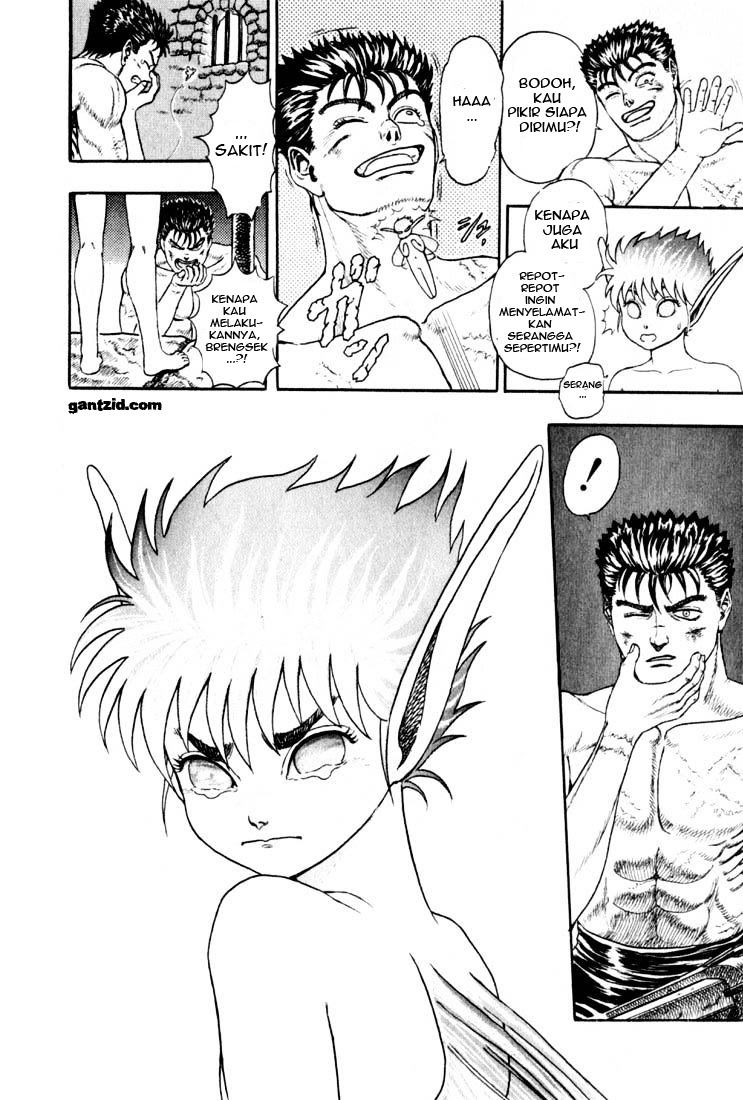 BODOH,
KAU
PIKIR SIAPA
DIRIMU?!
KENAPA
JUGA
AKU
REPOT-
REPOT
INGIN
MENYELAMAT-
KAN
SERANGGA
SEPERTIMU?!
SERANG
...
HAAA
...
...
SAKIT!
KENAPA
KAU
MELAKU-
KANNYA,
BRENGSEK
...?!
gantzid.com
!